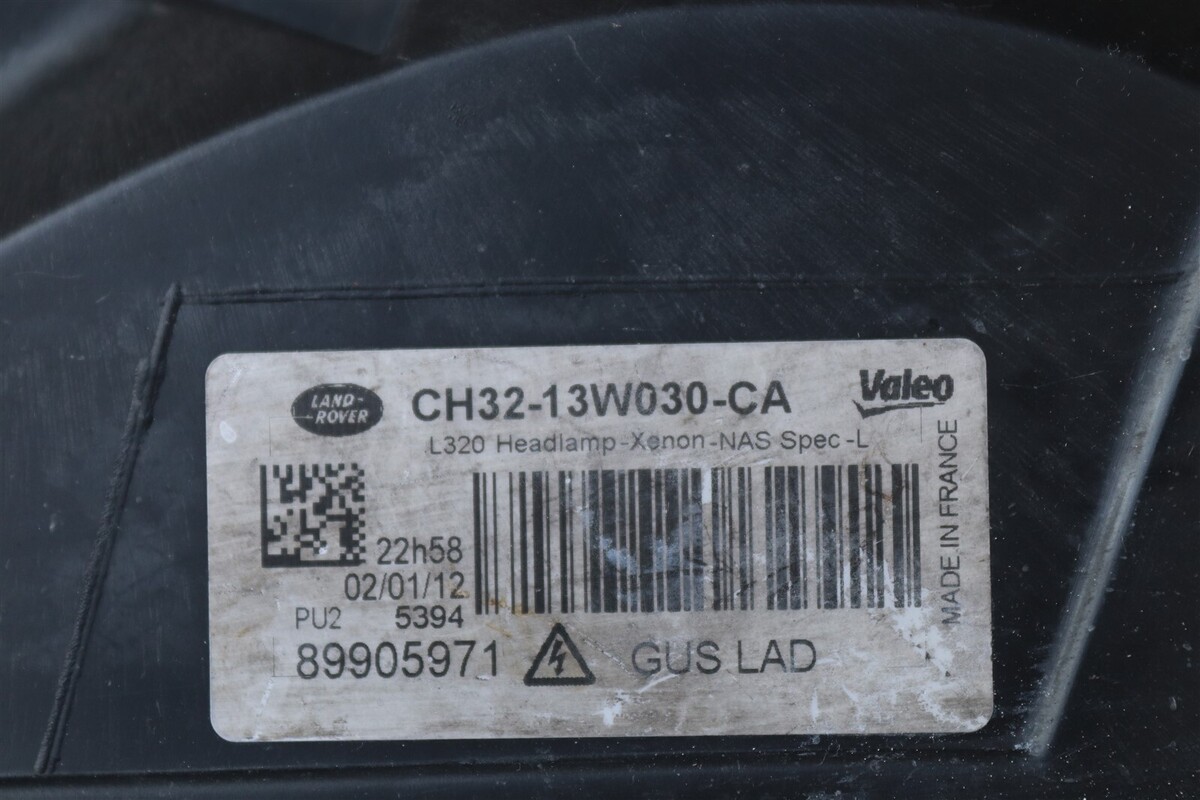 LAND-
ROVER
CH32-13W030-CA
Valeo
L320 Headlamp-Xenon-NAS Spec-L
22h58
02/01/12
PU2 5394
89905971
GUS LAD
MADE IN FRANCE